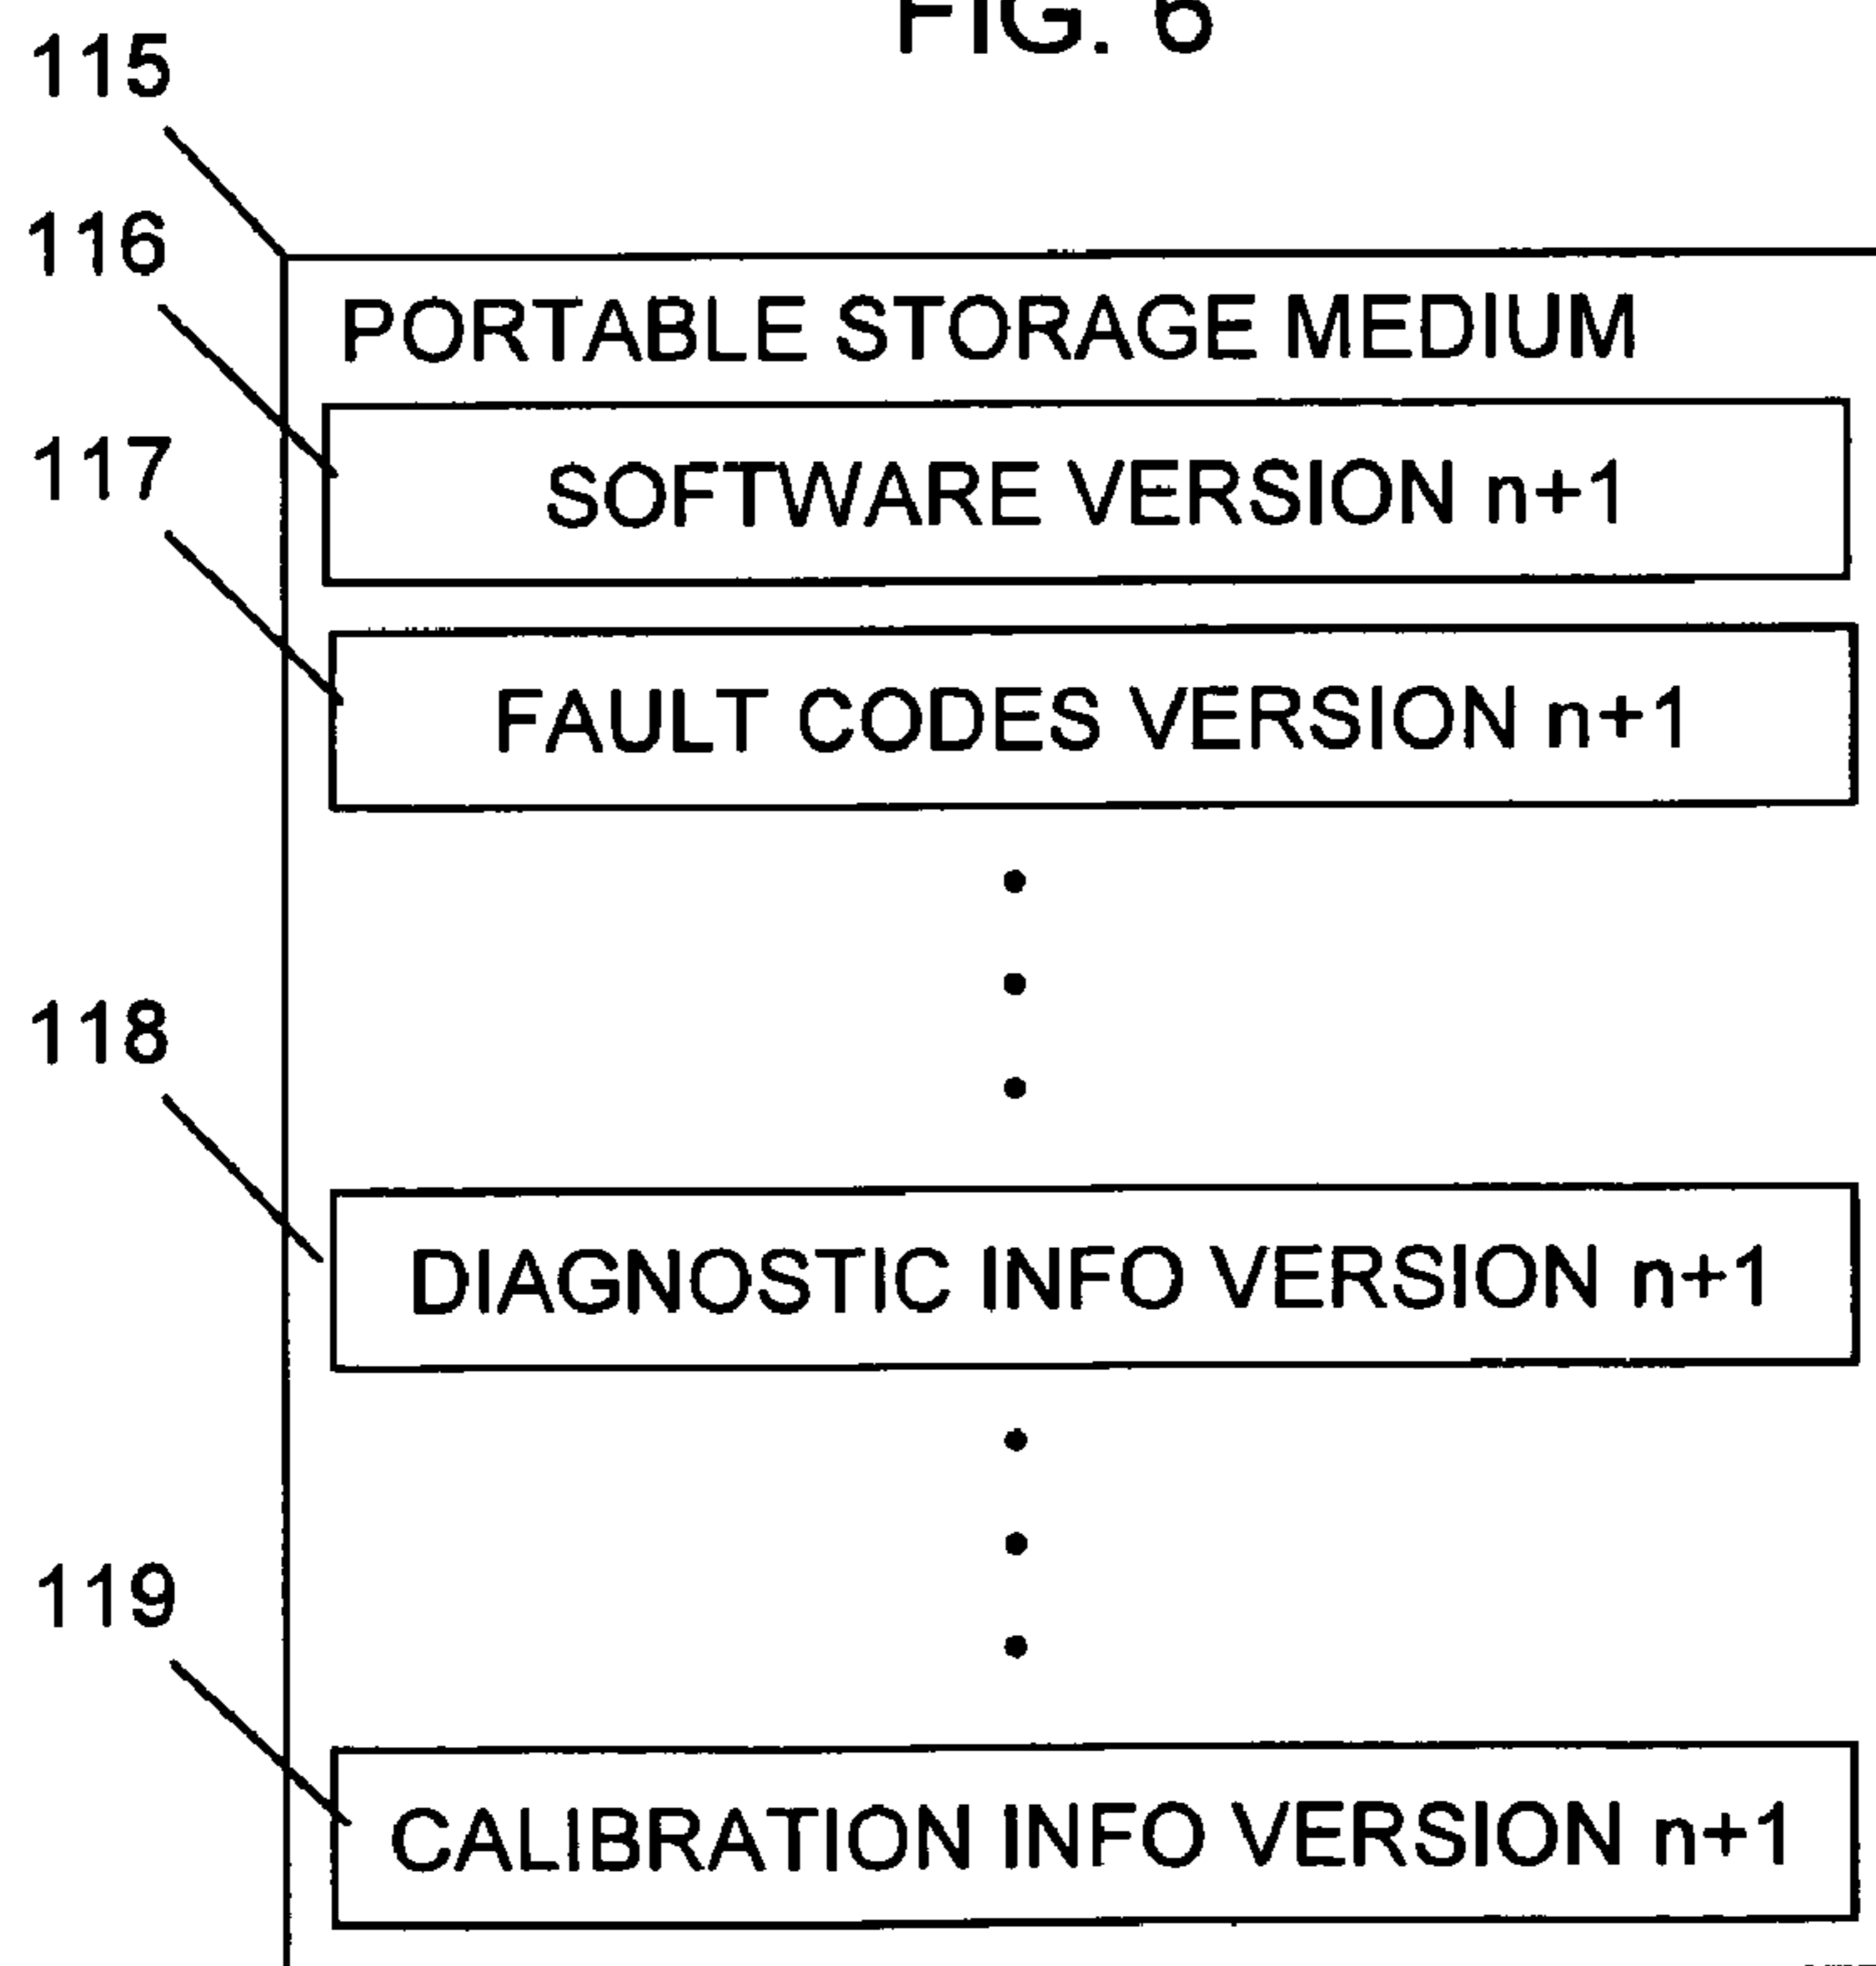 FIG. 6
115
PORTABLE STORAGE MEDIUM
116
SOFTWARE VERSION n+1
117
FAULT CODES VERSION n+1
118
DIAGNOSTIC INFO VERSION n+1
119
CALIBRATION INFO VERSION n+1